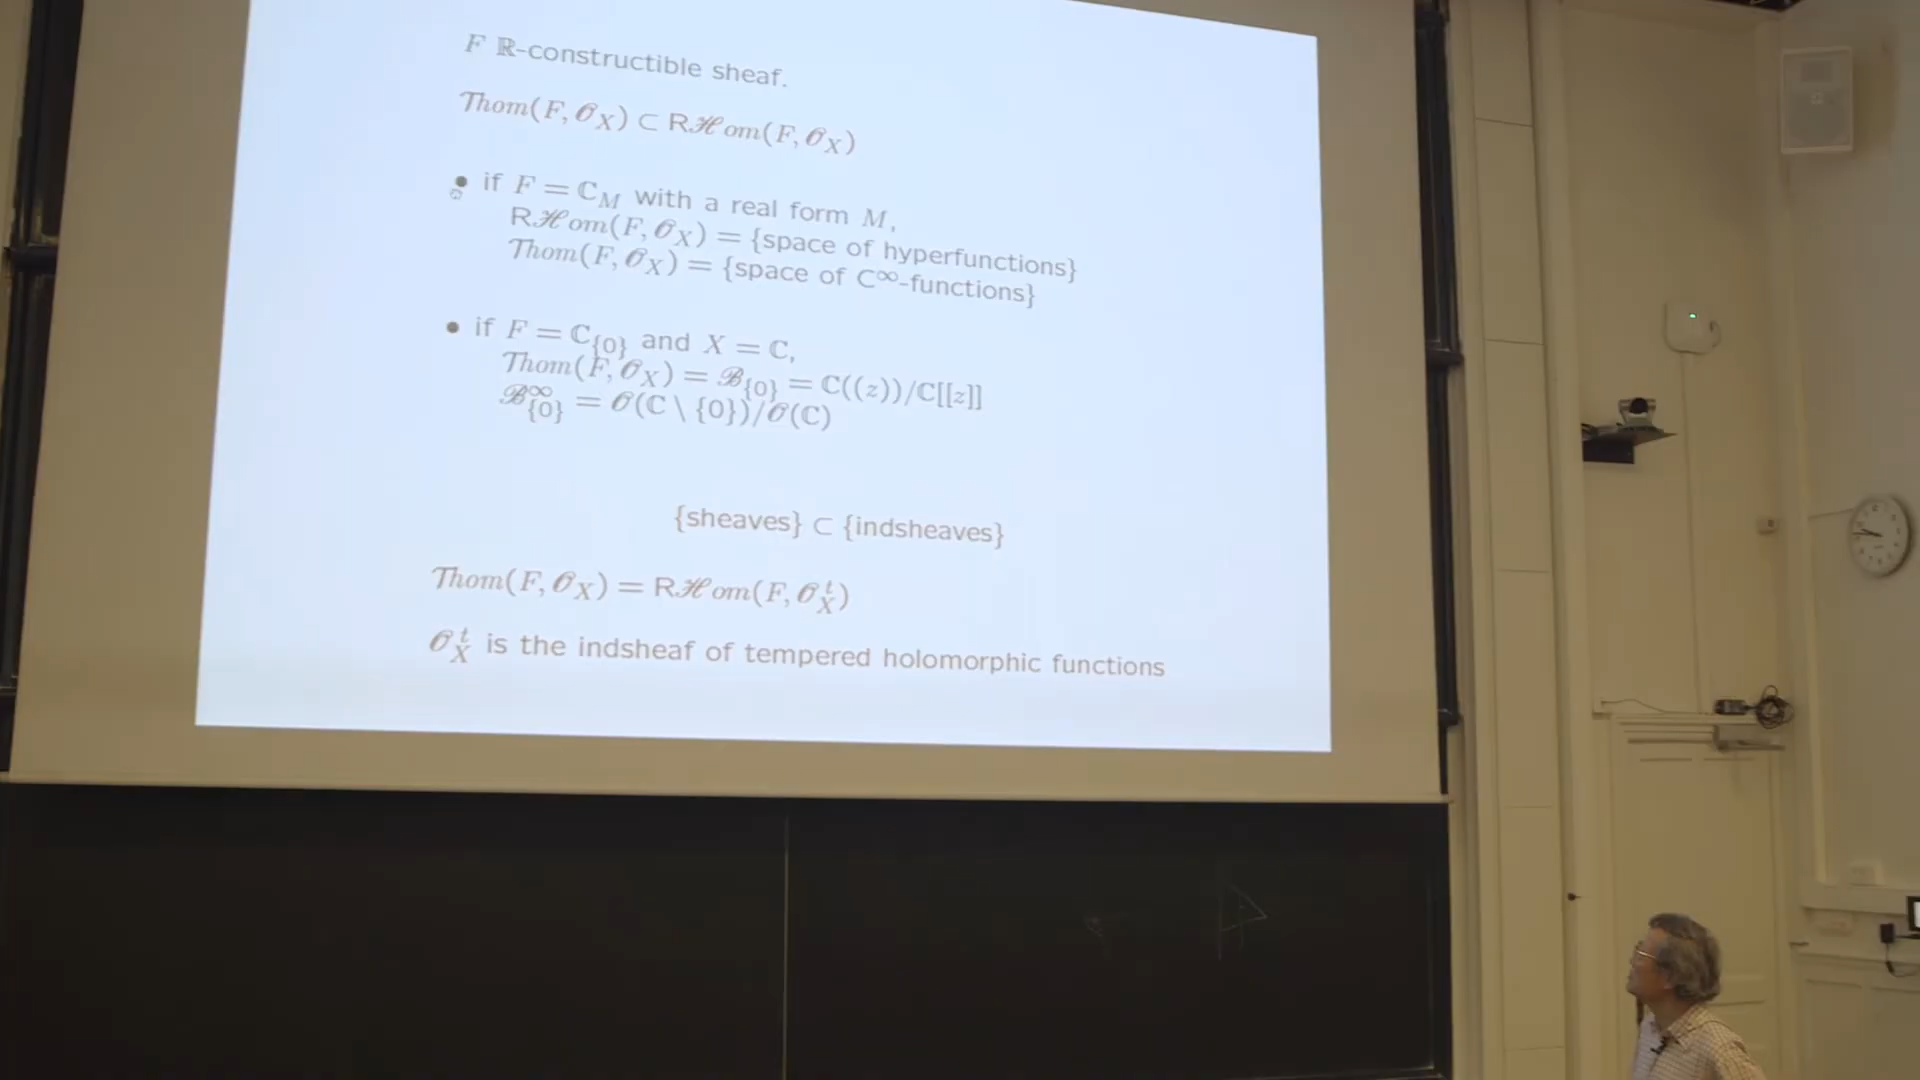 F ℝ-constructible sheaf.
𝒯hom(F, 𝒪_X) ⊂ Rℋom(F, 𝒪_X)
• if F = ℂ_M with a real form M,
Rℋom(F, 𝒪_X) = {space of hyperfunctions}
𝒯hom(F, 𝒪_X) = {space of C^∞-functions}
• if F = ℂ_{0} and X = ℂ,
𝒯hom(F, 𝒪_X) = ℬ_{0} = ℂ((z))/ℂ[[z]]
ℬ^∞_{0} = 𝒪(ℂ \ {0})/𝒪(ℂ)
{sheaves} ⊂ {indsheaves}
𝒯hom(F, 𝒪_X) = Rℋom(F, 𝒪^t_X)
𝒪^t_X is the indsheaf of tempered holomorphic functions